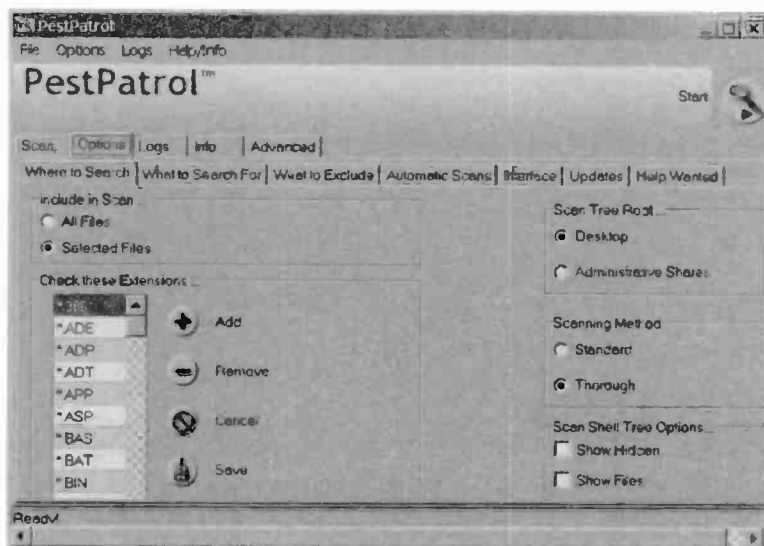 PestPatrol
File Options Logs Help/Info
PestPatrol™
Start
Scan Options Logs Info Advanced
Where to Search What to Search For What to Exclude Automatic Scans Interface Updates Help Wanted
Include in Scan ...
All Files
Selected Files
Check these Extensions ...
*.ADE
*.ADP
*.ADT
*.APP
*.ASP
*.BAS
*.BAT
*.BIN
Add
Remove
Cancel
Save
Scan Tree Root ...
Desktop
Administrative Shares
Scanning Method
Standard
Thorough
Scan Shell Tree Options ...
Show Hidden
Show Files
Ready